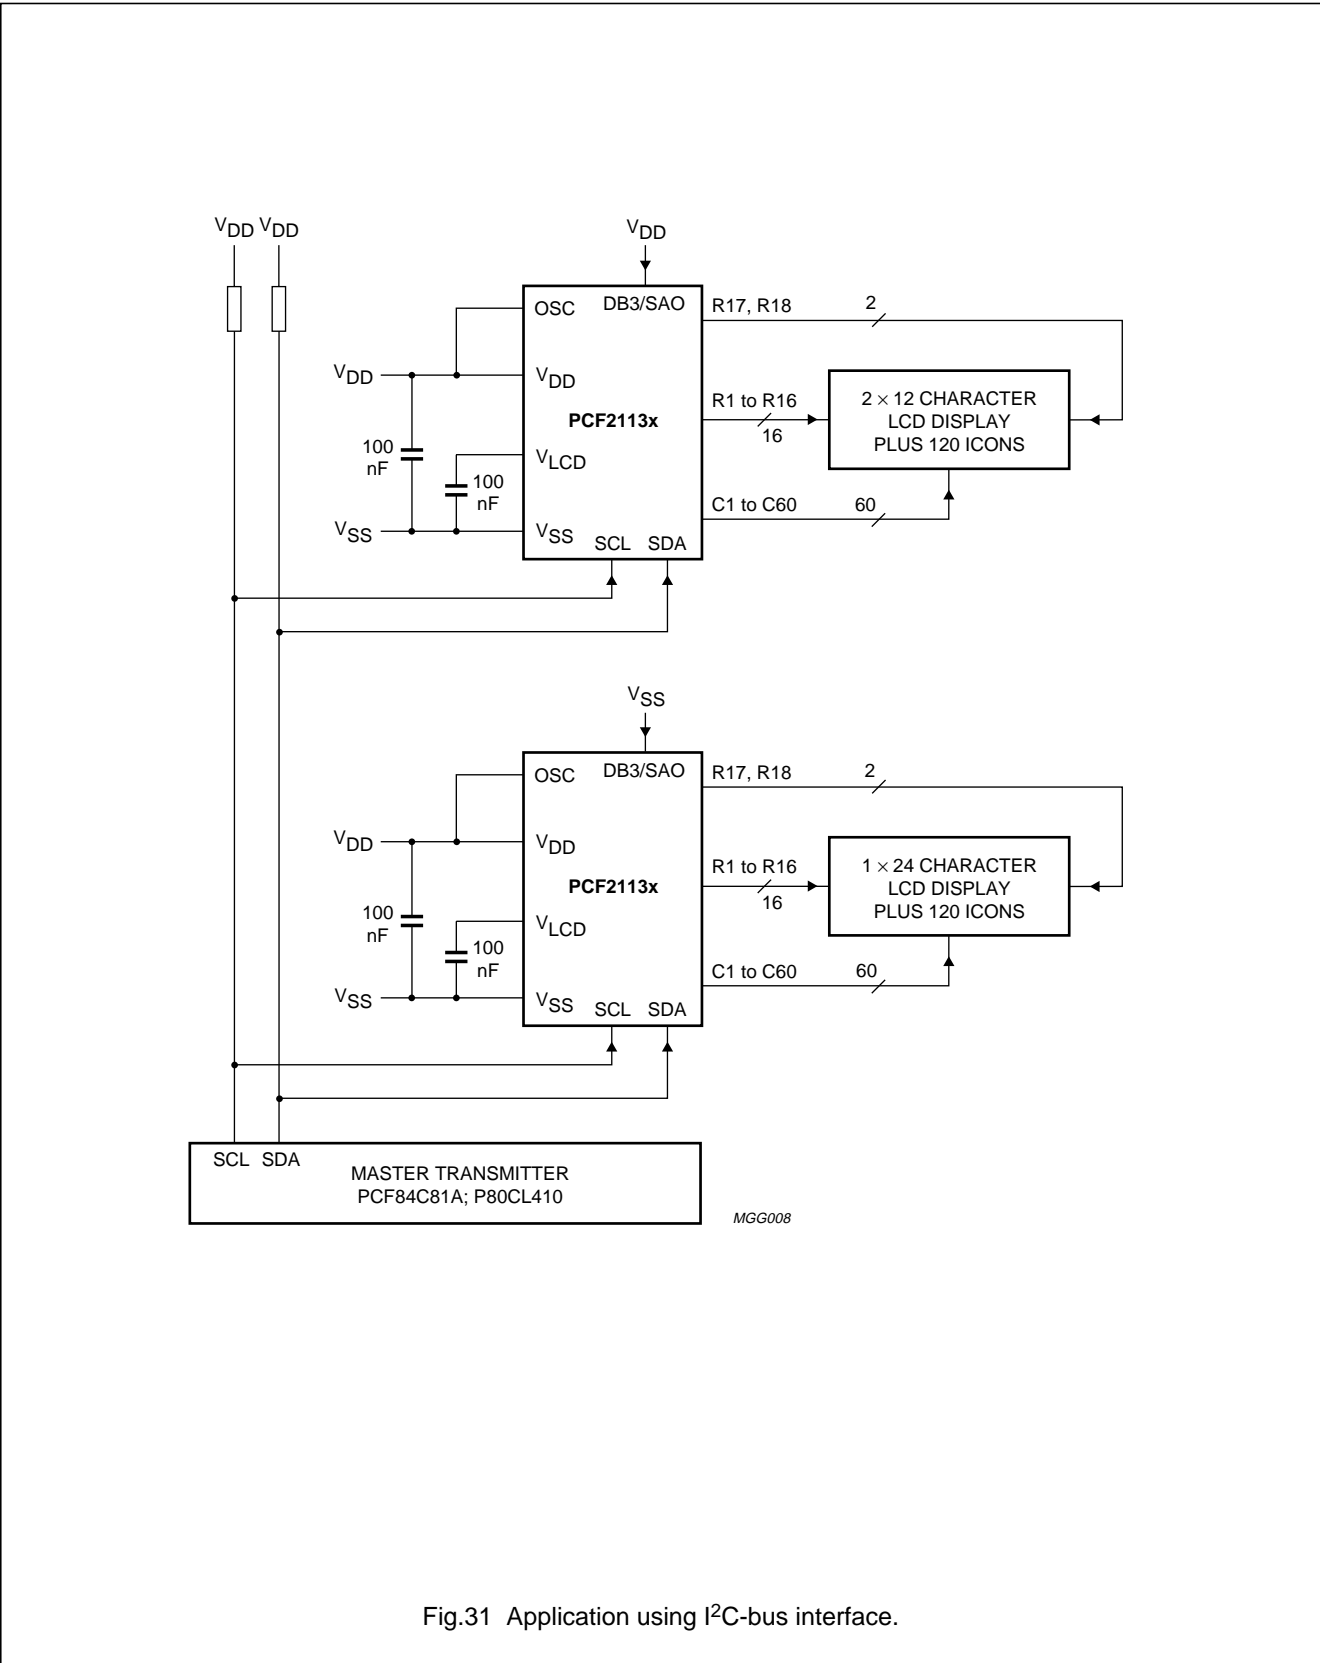 VDD VDD
VDD
OSC DB3/SAO
R17, R18 2
VDD VDD
PCF2113x
R1 to R16
16
2 × 12 CHARACTER
LCD DISPLAY
PLUS 120 ICONS
100
nF
VLCD
100
nF
C1 to C60 60
VSS VSS
SCL SDA
VSS
OSC DB3/SAO
R17, R18 2
VDD VDD
PCF2113x
R1 to R16
16
1 × 24 CHARACTER
LCD DISPLAY
PLUS 120 ICONS
100
nF
VLCD
100
nF
C1 to C60 60
VSS VSS
SCL SDA
SCL SDA
MASTER TRANSMITTER
PCF84C81A; P80CL410
MGG008
Fig.31 Application using I²C-bus interface.